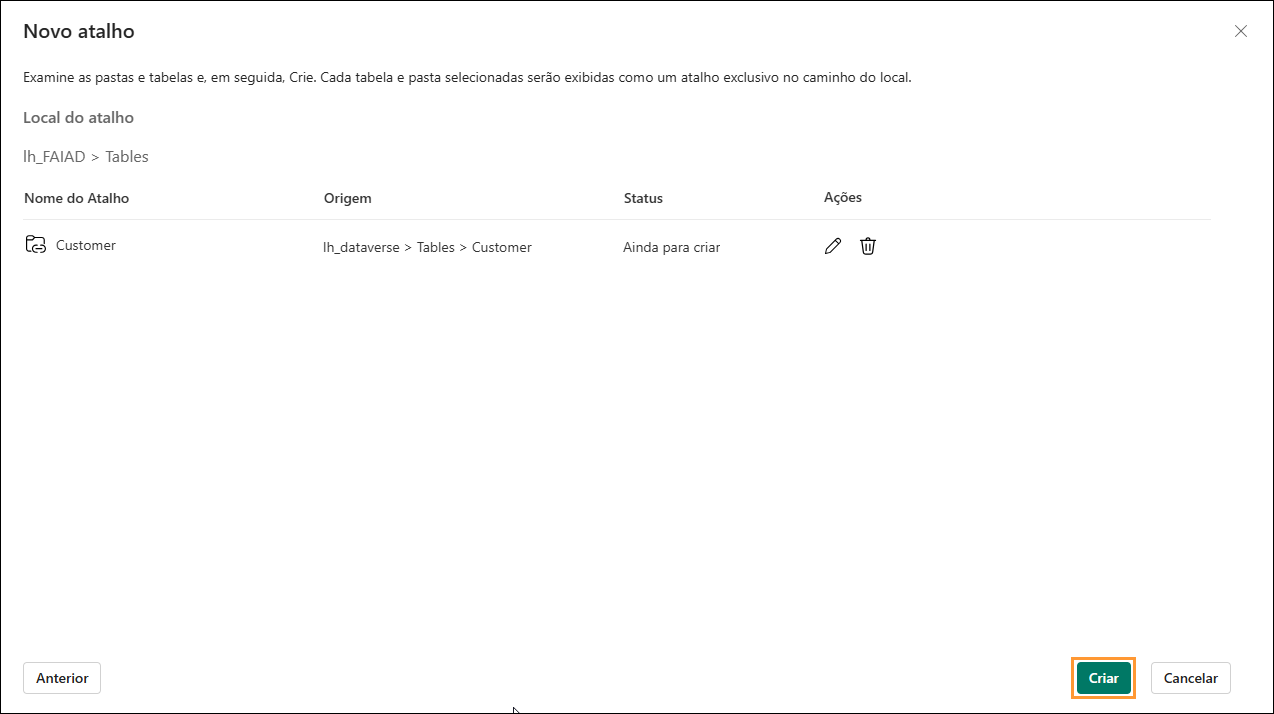 Novo atalho
Examine as pastas e tabelas e, em seguida, Crie. Cada tabela e pasta selecionadas serão exibidas como um atalho exclusivo no caminho do local.
Local do atalho
lh_FAIAD > Tables
Nome do Atalho Origem Status Ações
Customer lh_dataverse > Tables > Customer Ainda para criar
Anterior Criar Cancelar